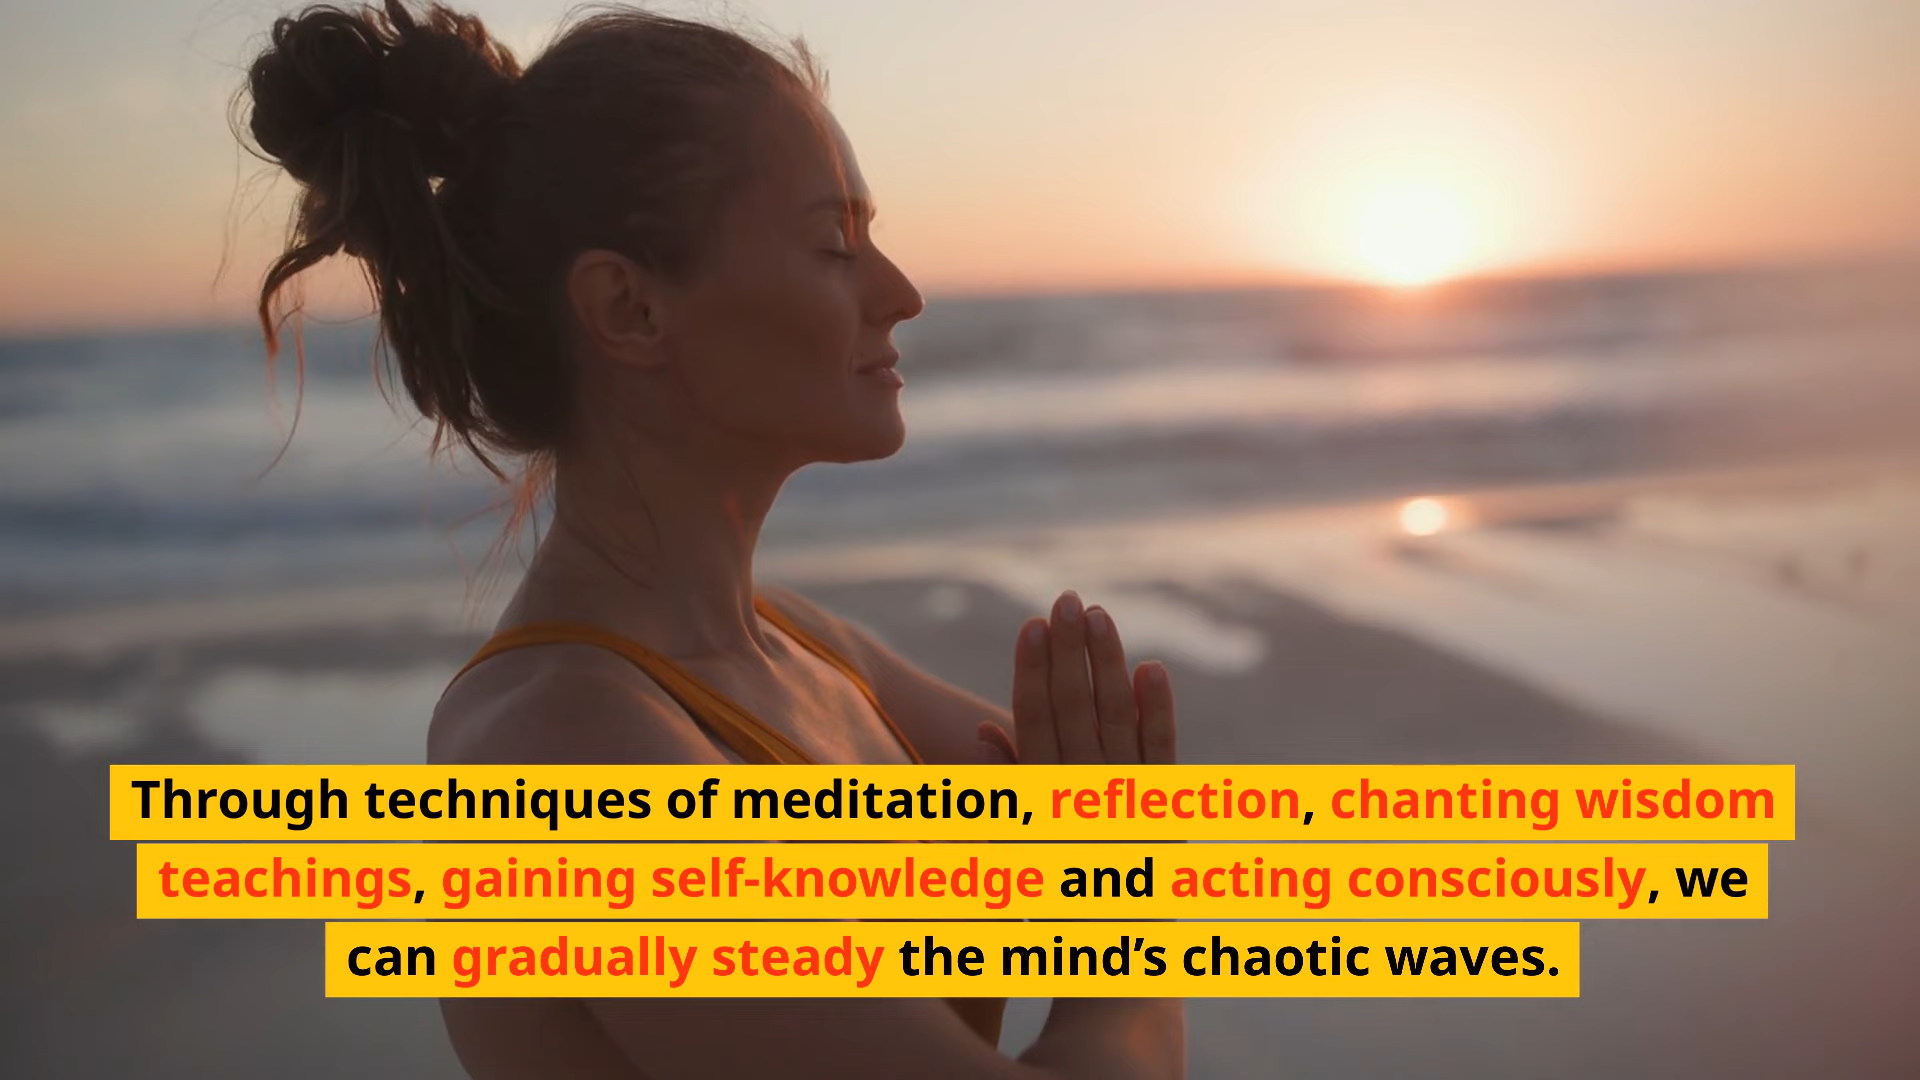 Through techniques of meditation, reflection, chanting wisdom
teachings, gaining self-knowledge and acting consciously, we
can gradually steady the mind’s chaotic waves.